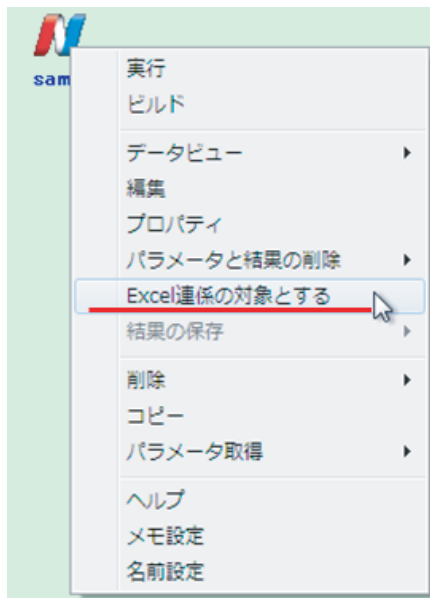 sam
実行
ビルド
データビュー
編集
プロパティ
パラメータと結果の削除
Excel連係の対象とする
結果の保存
削除
コピー
パラメータ取得
ヘルプ
メモ設定
名前設定